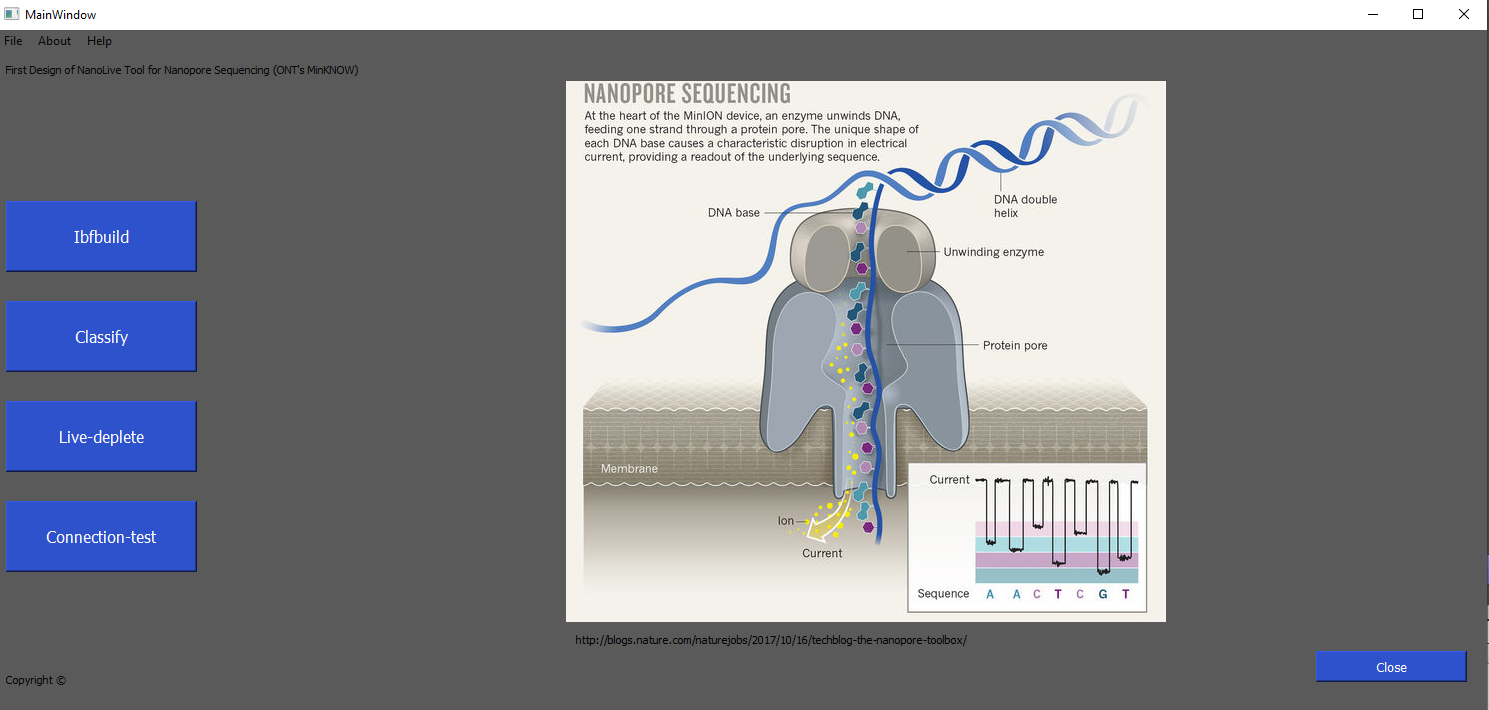 MainWindow
File About Help
First Design of NanoLive Tool for Nanopore Sequencing (ONT's MinKNOW)
Ibfbuild
Classify
Live-deplete
Connection-test
NANOPORE SEQUENCING
At the heart of the MinION device, an enzyme unwinds DNA,
feeding one strand through a protein pore. The unique shape of
each DNA base causes a characteristic disruption in electrical
current, providing a readout of the underlying sequence.
DNA double
helix
DNA base
Unwinding enzyme
Protein pore
Membrane
Ion
Current
Current
Sequence A A C T C G T
http://blogs.nature.com/naturejobs/2017/10/16/techblog-the-nanopore-toolbox/
Close
Copyright ©